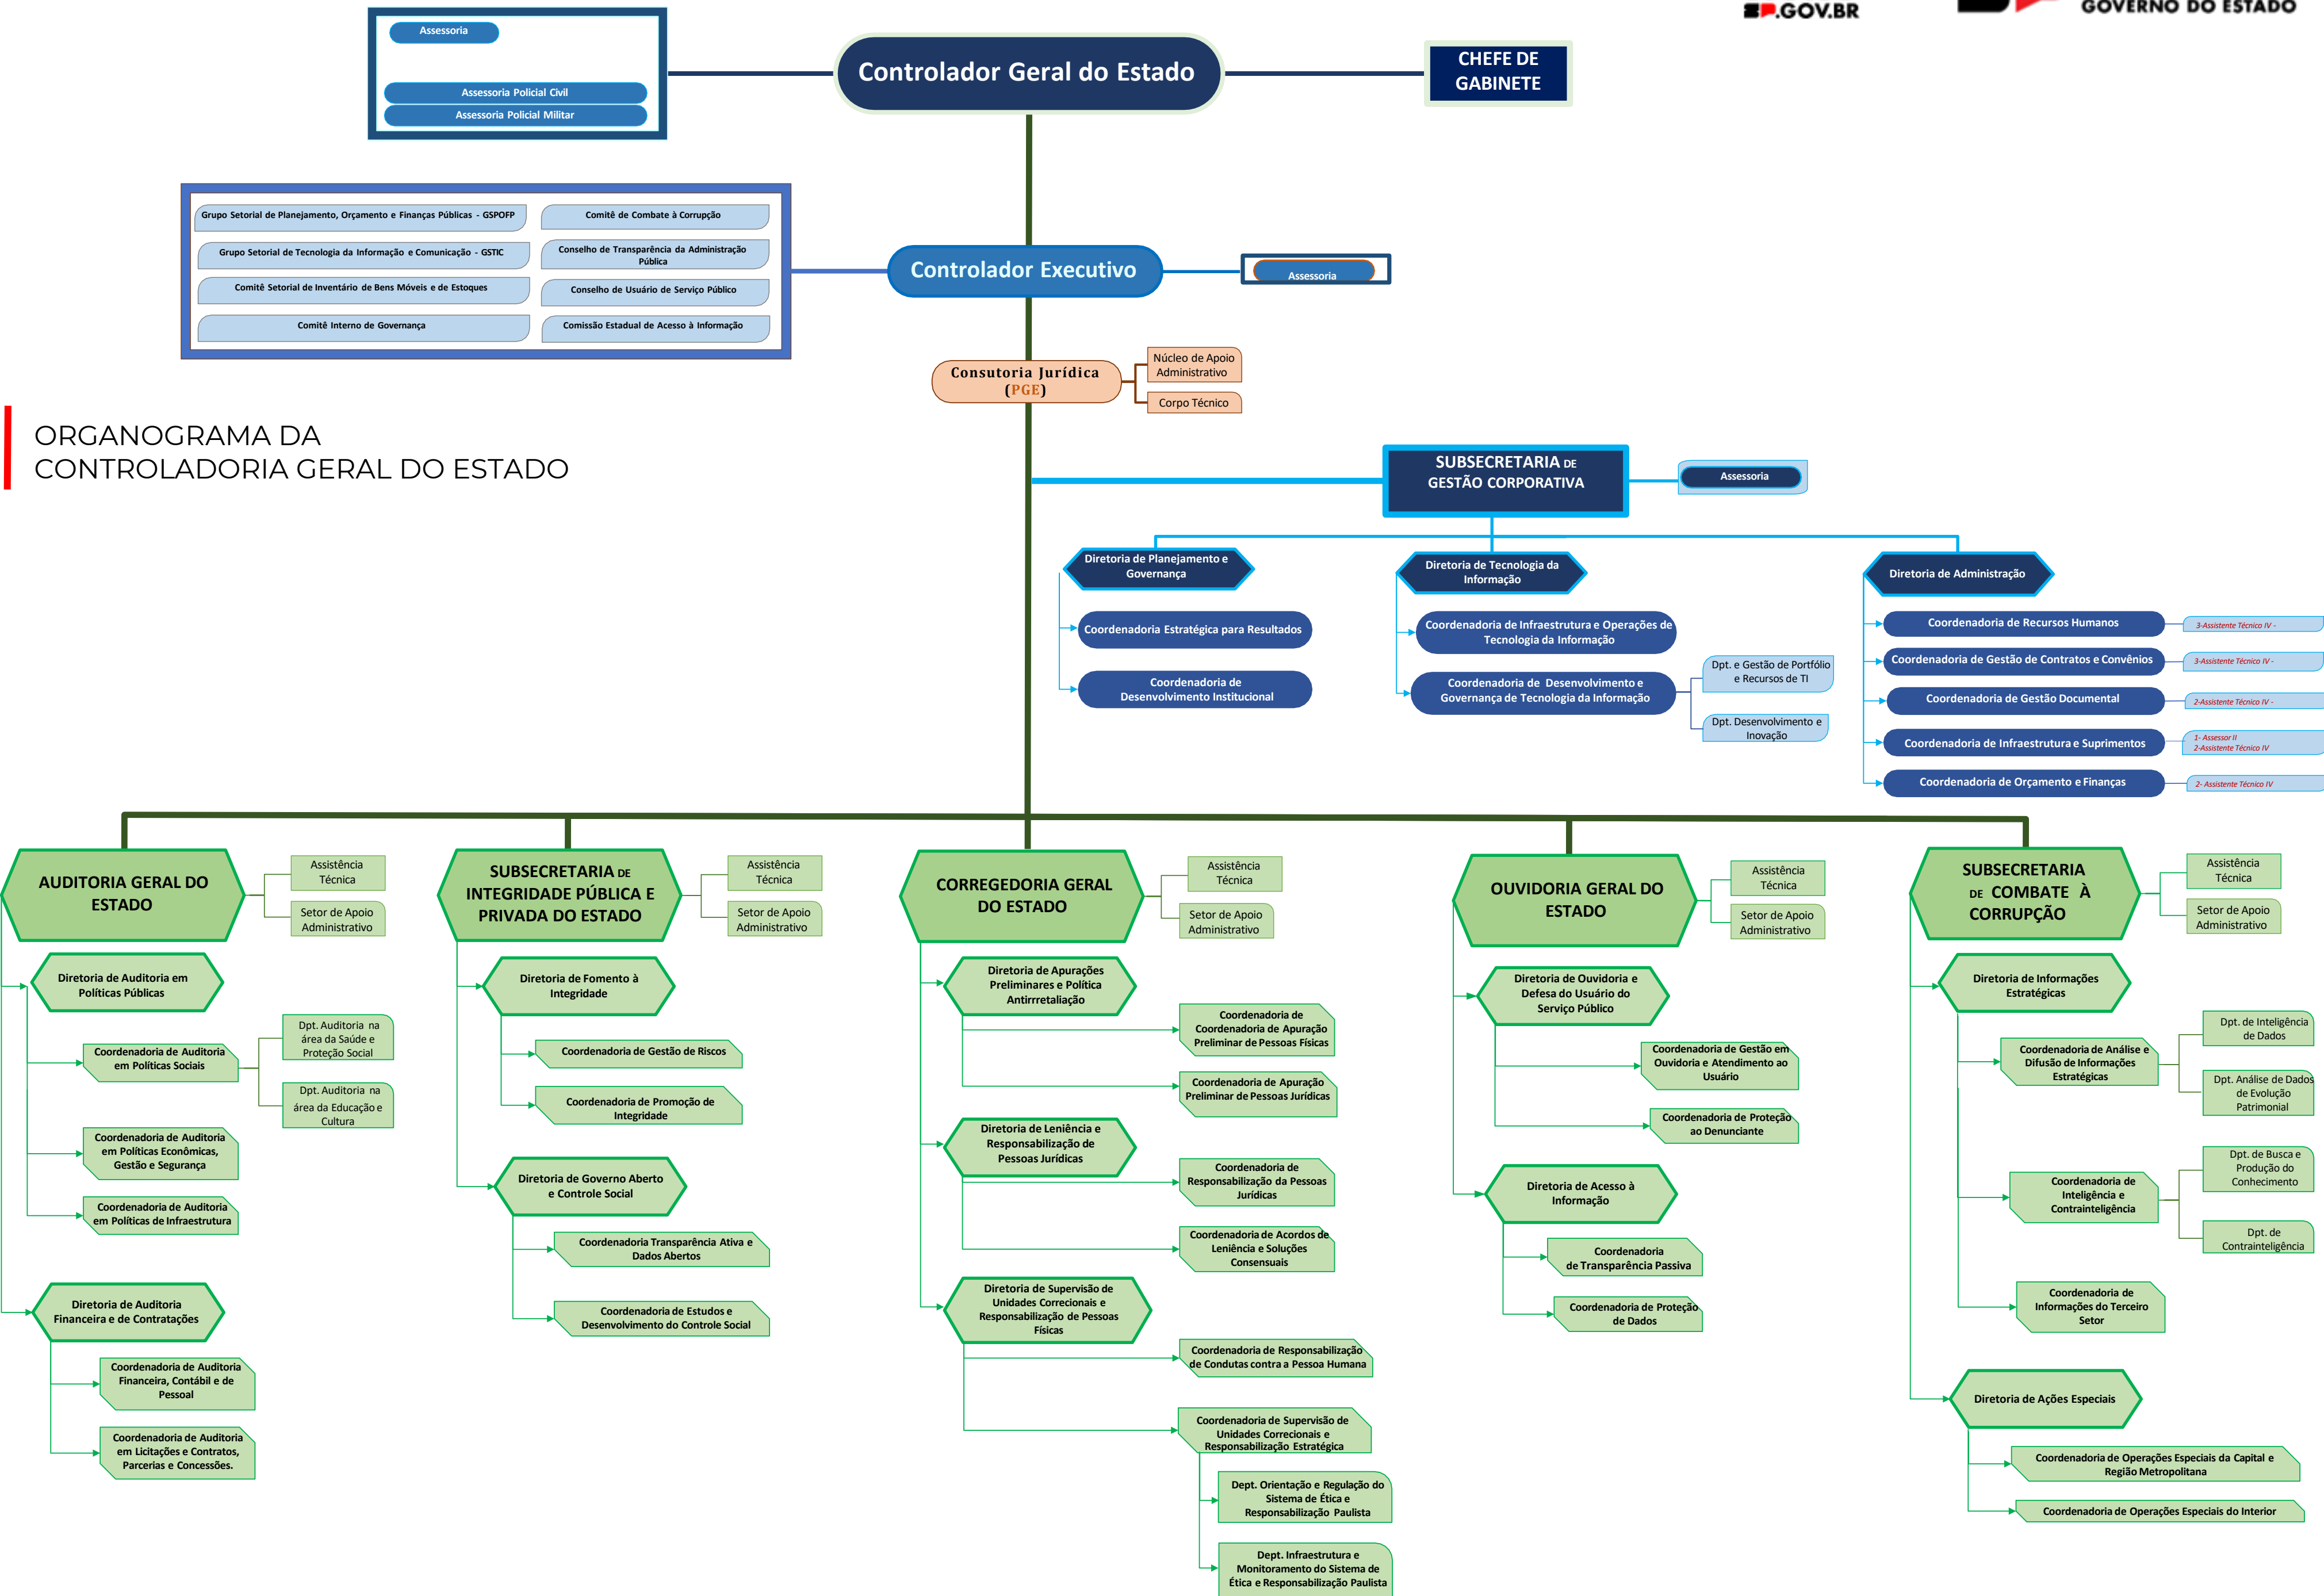 SP.GOV.BR
GOVERNO DO ESTADO
Assessoria
Assessoria Policial Civil
Assessoria Policial Militar
Controlador Geral do Estado
CHEFE DE
GABINETE
Grupo Setorial de Planejamento, Orçamento e Finanças Públicas - GSPOFP
Comitê de Combate à Corrupção
Grupo Setorial de Tecnologia da Informação e Comunicação - GSTIC
Conselho de Transparência da Administração
Pública
Comitê Setorial de Inventário de Bens Móveis e de Estoques
Conselho de Usuário de Serviço Público
Comitê Interno de Governança
Comissão Estadual de Acesso à Informação
Controlador Executivo
Assessoria
Consutoria Jurídica
(PGE)
Núcleo de Apoio
Administrativo
Corpo Técnico
ORGANOGRAMA DA
CONTROLADORIA GERAL DO ESTADO
SUBSECRETARIA DE
GESTÃO CORPORATIVA
Assessoria
Diretoria de Planejamento e
Governança
Coordenadoria Estratégica para Resultados
Coordenadoria de
Desenvolvimento Institucional
Diretoria de Tecnologia da
Informação
Coordenadoria de Infraestrutura e Operações de
Tecnologia da Informação
Coordenadoria de Desenvolvimento e
Governança de Tecnologia da Informação
Dpt. e Gestão de Portfólio
e Recursos de TI
Dpt. Desenvolvimento e
Inovação
Diretoria de Administração
Coordenadoria de Recursos Humanos
3-Assistente Técnico IV -
Coordenadoria de Gestão de Contratos e Convênios
3-Assistente Técnico IV -
Coordenadoria de Gestão Documental
2-Assistente Técnico IV -
Coordenadoria de Infraestrutura e Suprimentos
1- Assessor II
2-Assistente Técnico IV
Coordenadoria de Orçamento e Finanças
2- Assistente Técnico IV
AUDITORIA GERAL DO
ESTADO
Assistência
Técnica
Setor de Apoio
Administrativo
Diretoria de Auditoria em
Políticas Públicas
Coordenadoria de Auditoria
em Políticas Sociais
Dpt. Auditoria na
área da Saúde e
Proteção Social
Dpt. Auditoria na
área da Educação e
Cultura
Coordenadoria de Auditoria
em Políticas Econômicas,
Gestão e Segurança
Coordenadoria de Auditoria
em Políticas de Infraestrutura
Diretoria de Auditoria
Financeira e de Contratações
Coordenadoria de Auditoria
Financeira, Contábil e de
Pessoal
Coordenadoria de Auditoria
em Licitações e Contratos,
Parcerias e Concessões.
SUBSECRETARIA DE
INTEGRIDADE PÚBLICA E
PRIVADA DO ESTADO
Assistência
Técnica
Setor de Apoio
Administrativo
Diretoria de Fomento à
Integridade
Coordenadoria de Gestão de Riscos
Coordenadoria de Promoção de
Integridade
Diretoria de Governo Aberto
e Controle Social
Coordenadoria Transparência Ativa e
Dados Abertos
Coordenadoria de Estudos e
Desenvolvimento do Controle Social
CORREGEDORIA GERAL
DO ESTADO
Assistência
Técnica
Setor de Apoio
Administrativo
Diretoria de Apurações
Preliminares e Política
Antirrretaliação
Coordenadoria de
Coordenadoria de Apuração
Preliminar de Pessoas Físicas
Coordenadoria de Apuração
Preliminar de Pessoas Jurídicas
Diretoria de Leniência e
Responsabilização de
Pessoas Jurídicas
Coordenadoria de
Responsabilização da Pessoas
Jurídicas
Coordenadoria de Acordos de
Leniência e Soluções
Consensuais
Diretoria de Supervisão de
Unidades Correcionais e
Responsabilização de Pessoas
Físicas
Coordenadoria de Responsabilização
de Condutas contra a Pessoa Humana
Coordenadoria de Supervisão de
Unidades Correcionais e
Responsabilização Estratégica
Dept. Orientação e Regulação do
Sistema de Ética e
Responsabilização Paulista
Dept. Infraestrutura e
Monitoramento do Sistema de
Ética e Responsabilização Paulista
OUVIDORIA GERAL DO
ESTADO
Assistência
Técnica
Setor de Apoio
Administrativo
Diretoria de Ouvidoria e
Defesa do Usuário do
Serviço Público
Coordenadoria de Gestão em
Ouvidoria e Atendimento ao
Usuário
Coordenadoria de Proteção
ao Denunciante
Diretoria de Acesso à
Informação
Coordenadoria
de Transparência Passiva
Coordenadoria de Proteção
de Dados
SUBSECRETARIA
DE COMBATE À
CORRUPÇÃO
Assistência
Técnica
Setor de Apoio
Administrativo
Diretoria de Informações
Estratégicas
Coordenadoria de Análise e
Difusão de Informações
Estratégicas
Dpt. de Inteligência
de Dados
Dpt. Análise de Dados
de Evolução
Patrimonial
Coordenadoria de
Inteligência e
Contrainteligência
Dpt. de Busca e
Produção do
Conhecimento
Dpt. de
Contrainteligência
Coordenadoria de
Informações do Terceiro
Setor
Diretoria de Ações Especiais
Coordenadoria de Operações Especiais da Capital e
Região Metropolitana
Coordenadoria de Operações Especiais do Interior